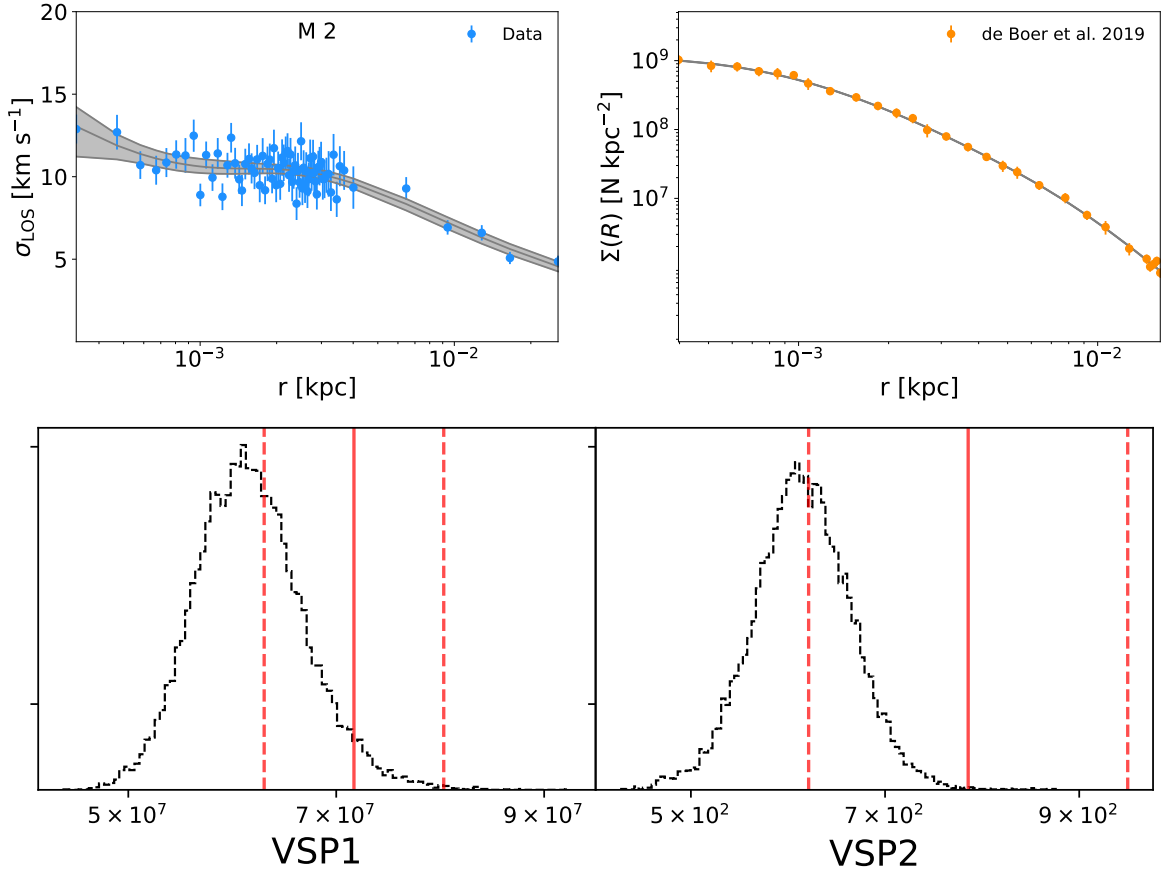 M 2
Data
20
15
10
5
σ_LOS [km s⁻¹]
10⁻³
10⁻²
r [kpc]
de Boer et al. 2019
10⁹
10⁸
10⁷
Σ(R) [N kpc⁻²]
10⁻³
10⁻²
r [kpc]
5 × 10⁷
7 × 10⁷
9 × 10⁷
VSP1
5 × 10²
7 × 10²
9 × 10²
VSP2